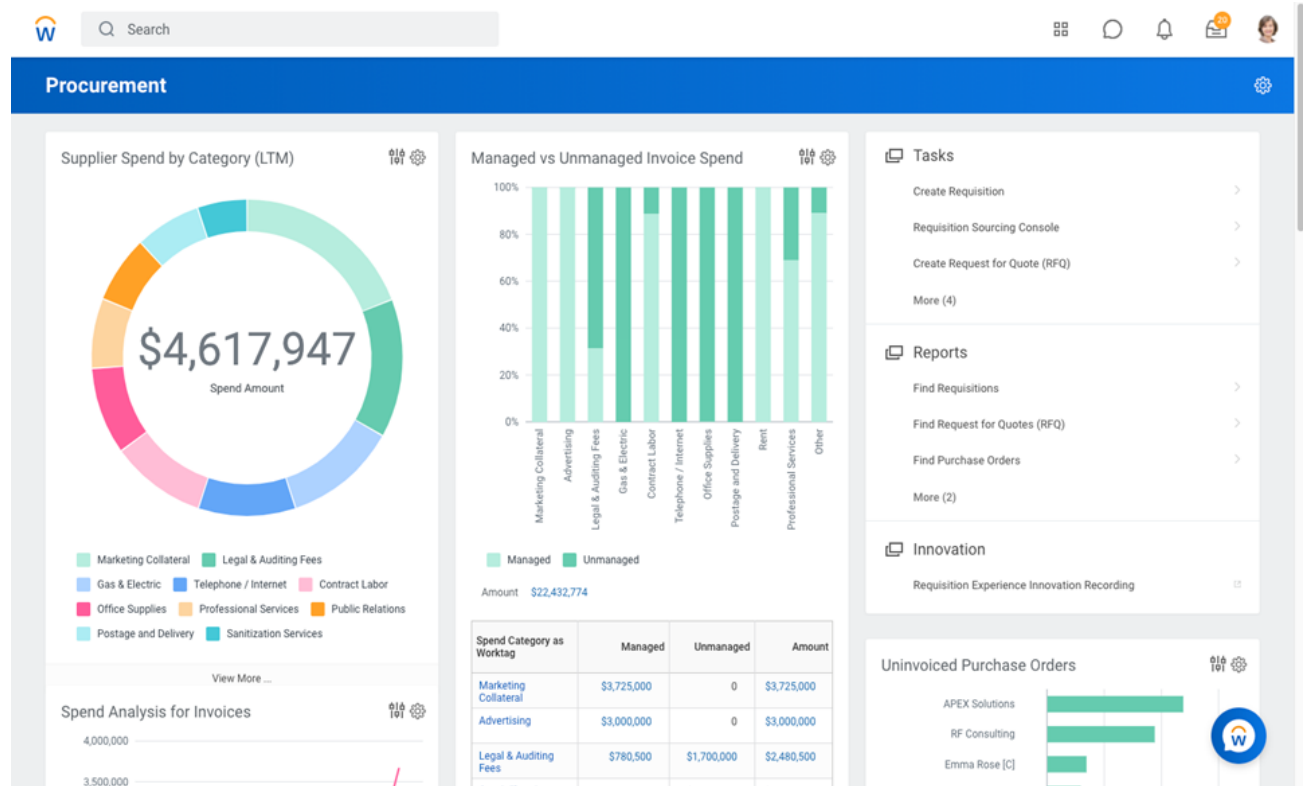 W
Search
20
Procurement
Supplier Spend by Category (LTM)
$4,617,947
Spend Amount
Marketing Collateral Legal & Auditing Fees
Gas & Electric Telephone / Internet Contract Labor
Office Supplies Professional Services Public Relations
Postage and Delivery Sanitization Services
View More ...
Spend Analysis for Invoices
4,000,000
3,500,000
Managed vs Unmanaged Invoice Spend
100%
80%
60%
40%
20%
0%
Marketing Collateral
Advertising
Legal & Auditing Fees
Gas & Electric
Contract Labor
Telephone / Internet
Office Supplies
Postage and Delivery
Rent
Professional Services
Other
Managed Unmanaged
Amount $22,432,774
Spend Category as
Worktag Managed Unmanaged Amount
Marketing
Collateral $3,725,000 0 $3,725,000
Advertising $3,000,000 0 $3,000,000
Legal & Auditing
Fees $780,500 $1,700,000 $2,480,500
Tasks
Create Requisition
Requisition Sourcing Console
Create Request for Quote (RFQ)
More (4)
Reports
Find Requisitions
Find Request for Quotes (RFQ)
Find Purchase Orders
More (2)
Innovation
Requisition Experience Innovation Recording
Uninvoiced Purchase Orders
APEX Solutions
RF Consulting
Emma Rose [C]
w